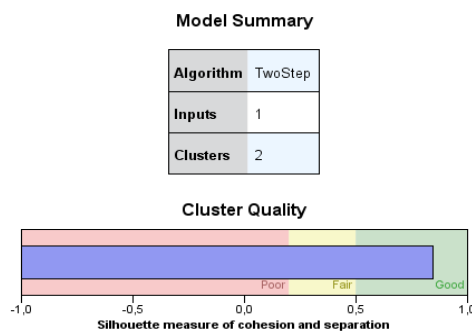 Model Summary
Algorithm TwoStep
Inputs 1
Clusters 2
Cluster Quality
Poor Fair Good
-1,0 -0,5 0,0 0,5 1,0
Silhouette measure of cohesion and separation